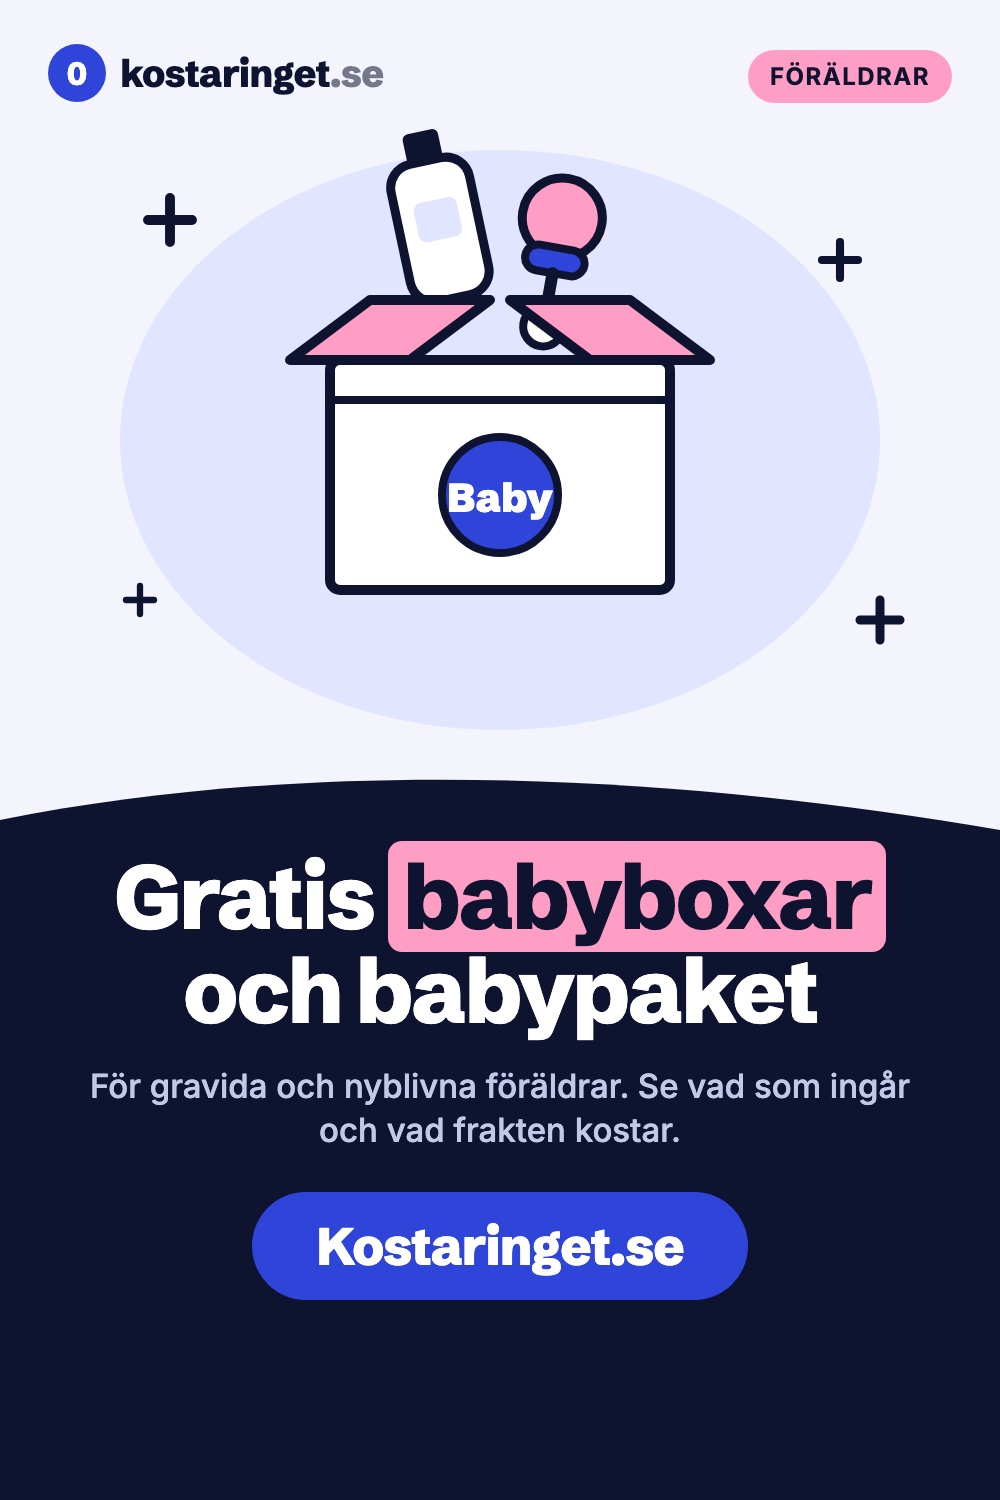 0 kostaringet.se
FÖRÄLDRAR
Baby
Gratis babyboxar
och babypaket
För gravida och nyblivna föräldrar. Se vad som ingår
och vad frakten kostar.
Kostaringet.se